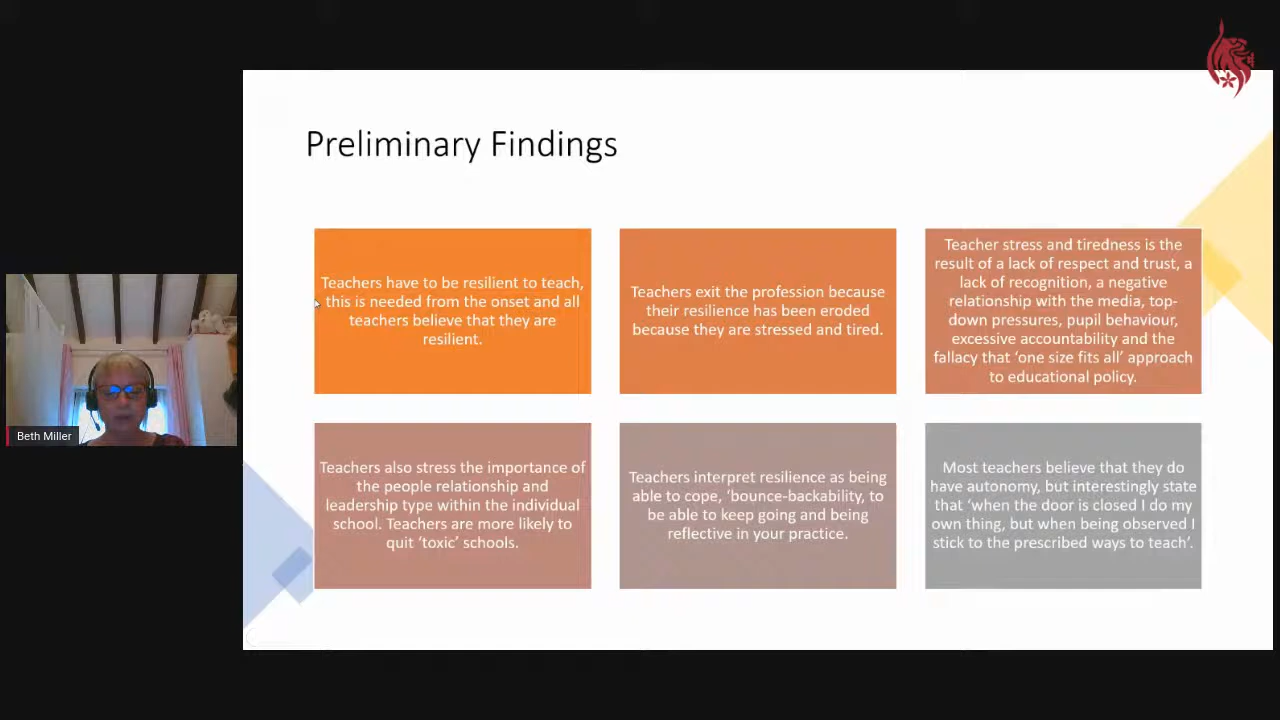 Preliminary Findings
Teachers have to be resilient to teach,
this is needed from the onset and all
teachers believe that they are
resilient.
Teachers exit the profession because
their resilience has been eroded
because they are stressed and tired.
Teacher stress and tiredness is the
result of a lack of respect and trust, a
lack of recognition, a negative
relationship with the media, top-
down pressures, pupil behaviour,
excessive accountability and the
fallacy that ‘one size fits all’ approach
to educational policy.
Teachers also stress the importance of
the people relationship and
leadership type within the individual
school. Teachers are more likely to
quit ‘toxic’ schools.
Teachers interpret resilience as being
able to cope, ‘bounce-backability, to
be able to keep going and being
reflective in your practice.
Most teachers believe that they do
have autonomy, but interestingly state
that ‘when the door is closed I do my
own thing, but when being observed I
stick to the prescribed ways to teach’.
Beth Miller